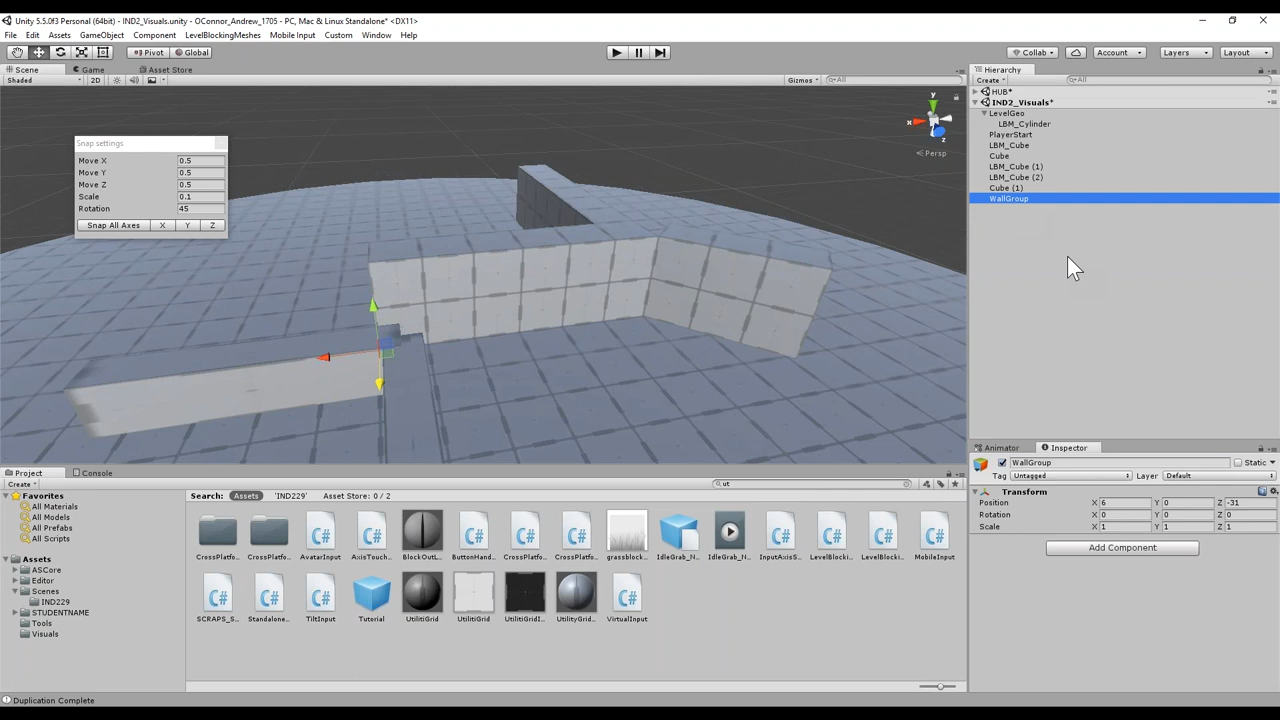 Unity 5.5.0f3 Personal (64bit) - IND2_Visuals.unity - OConnor_Andrew_1705 - PC, Mac & Linux Standalone* <DX11>
File Edit Assets GameObject Component LevelBlockingMeshes Mobile Input Custom Window Help
Pivot Global Collab Account Layers Layout
Scene Game Asset Store Hierarchy
Shaded 2D Gizmos All Create All
HUB*
IND2_Visuals*
LevelGeo
LBM_Cylinder
PlayerStart
LBM_Cube
Cube
LBM_Cube (1)
LBM_Cube (2)
Cube (1)
WallGroup
y
x
z
Persp
Snap settings
Move X 0.5
Move Y 0.5
Move Z 0.5
Scale 0.1
Rotation 45
Snap All Axes X Y Z
Animator Inspector
WallGroup Static
Tag Untagged Layer Default
Transform
Position X 6 Y 0 Z -31
Rotation X 0 Y 0 Z 0
Scale X 1 Y 1 Z 1
Add Component
Project Console
Create ut
Favorites
All Materials
All Models
All Prefabs
All Scripts
Assets
ASCore
Editor
Scenes
IND229
STUDENTNAME
Tools
Visuals
Search: Assets 'IND229' Asset Store: 0 / 2
CrossPlatfo... CrossPlatfo... AvatarInput AxisTouch... BlockOutL... ButtonHand... CrossPlatfo... CrossPlatfo... grassblock... IdleGrab_N... IdleGrab_N... InputAxisS... LevelBlocki... LevelBlocki... MobileInput
SCRAPS_S... Standalone... TiltInput Tutorial UtilitiGrid UtilitiGrid UtilitiGridI... UtilityGrid... VirtualInput
Duplication Complete